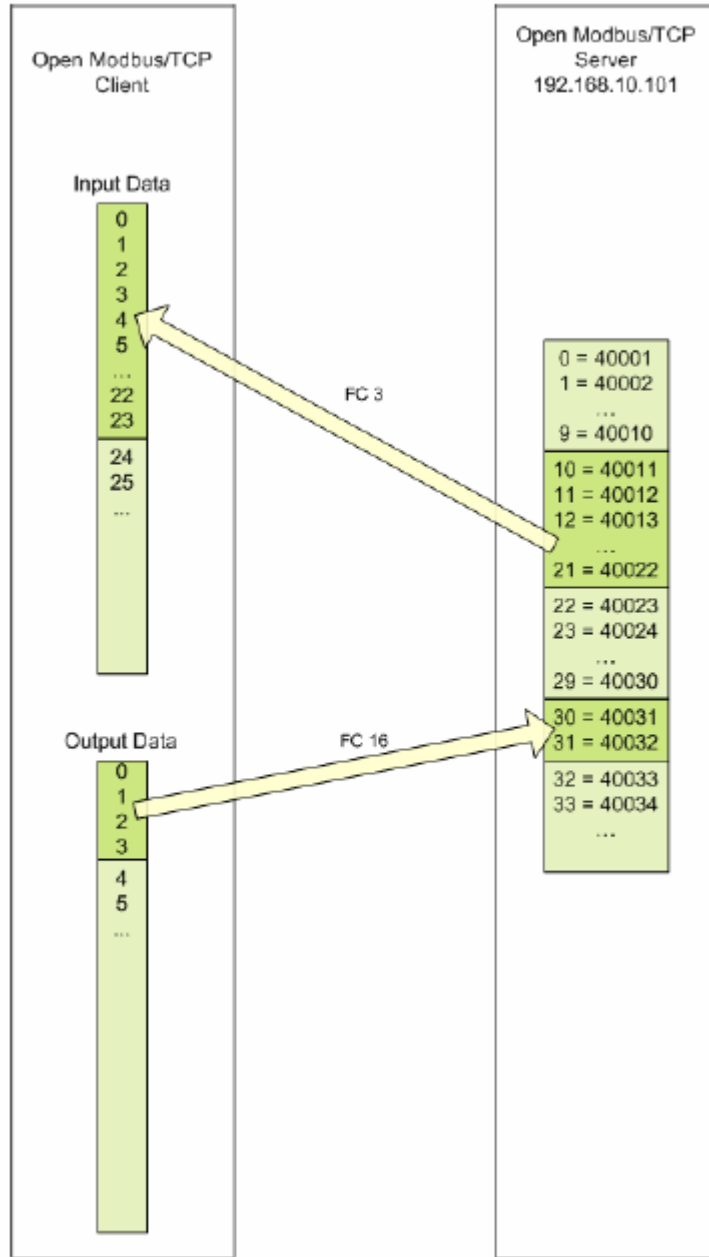 Open Modbus/TCP
Client
Input Data
0
1
2
3
4
5
...
22
23
24
25
...
Output Data
0
1
2
3
4
5
...
FC 3
FC 16
Open Modbus/TCP
Server
192.168.10.101
0 = 40001
1 = 40002
...
9 = 40010
10 = 40011
11 = 40012
12 = 40013
...
21 = 40022
22 = 40023
23 = 40024
...
29 = 40030
30 = 40031
31 = 40032
32 = 40033
33 = 40034
...